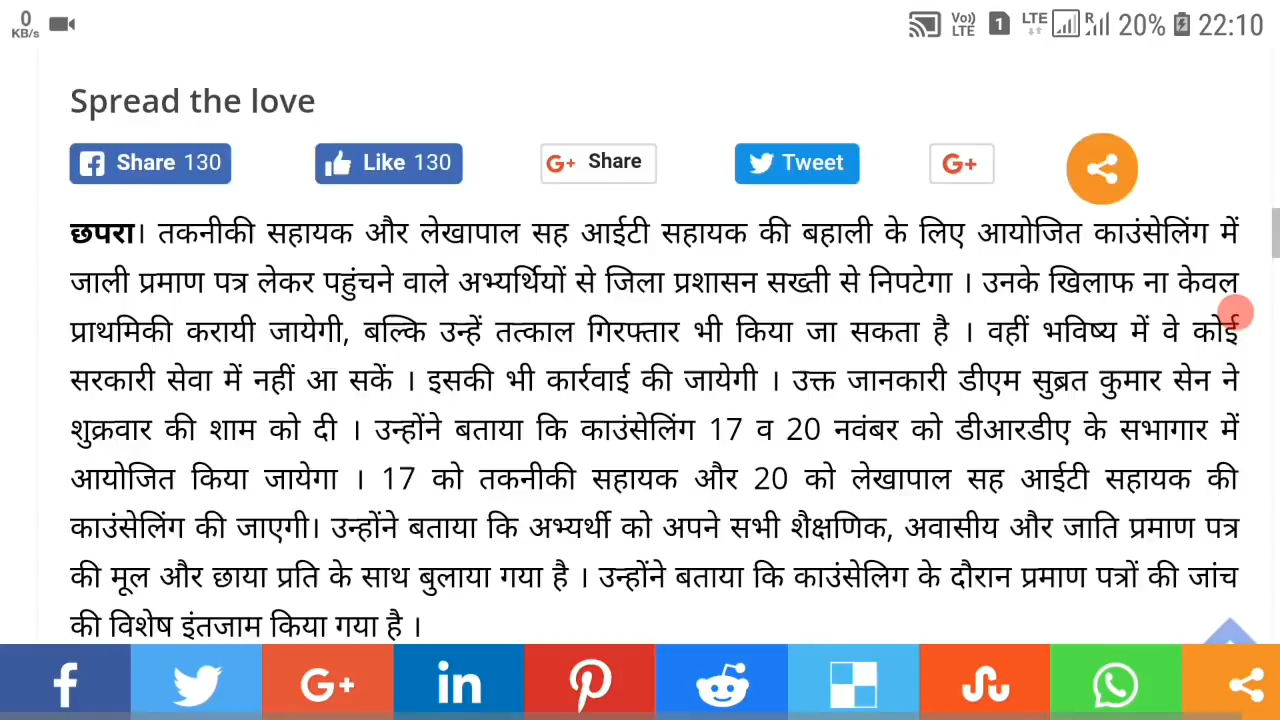 0
KB/s
Vo)) LTE 1 LTE R 20% 22:10
Spread the love
Share 130 Like 130 G+ Share Tweet G+
छपरा। तकनीकी सहायक और लेखापाल सह आईटी सहायक की बहाली के लिए आयोजित काउंसेलिंग में
जाली प्रमाण पत्र लेकर पहुंचने वाले अभ्यर्थियों से जिला प्रशासन सख्ती से निपटेगा । उनके खिलाफ ना केवल
प्राथमिकी करायी जायेगी, बल्कि उन्हें तत्काल गिरफ्तार भी किया जा सकता है । वहीं भविष्य में वे कोई
सरकारी सेवा में नहीं आ सकें । इसकी भी कार्रवाई की जायेगी । उक्त जानकारी डीएम सुब्रत कुमार सेन ने
शुक्रवार की शाम को दी । उन्होंने बताया कि काउंसेलिंग 17 व 20 नवंबर को डीआरडीए के सभागार में
आयोजित किया जायेगा । 17 को तकनीकी सहायक और 20 को लेखापाल सह आईटी सहायक की
काउंसेलिंग की जाएगी। उन्होंने बताया कि अभ्यर्थी को अपने सभी शैक्षणिक, अवासीय और जाति प्रमाण पत्र
की मूल और छाया प्रति के साथ बुलाया गया है । उन्होंने बताया कि काउंसेलिग के दौरान प्रमाण पत्रों की जांच
की विशेष इंतजाम किया गया है ।
G+ in